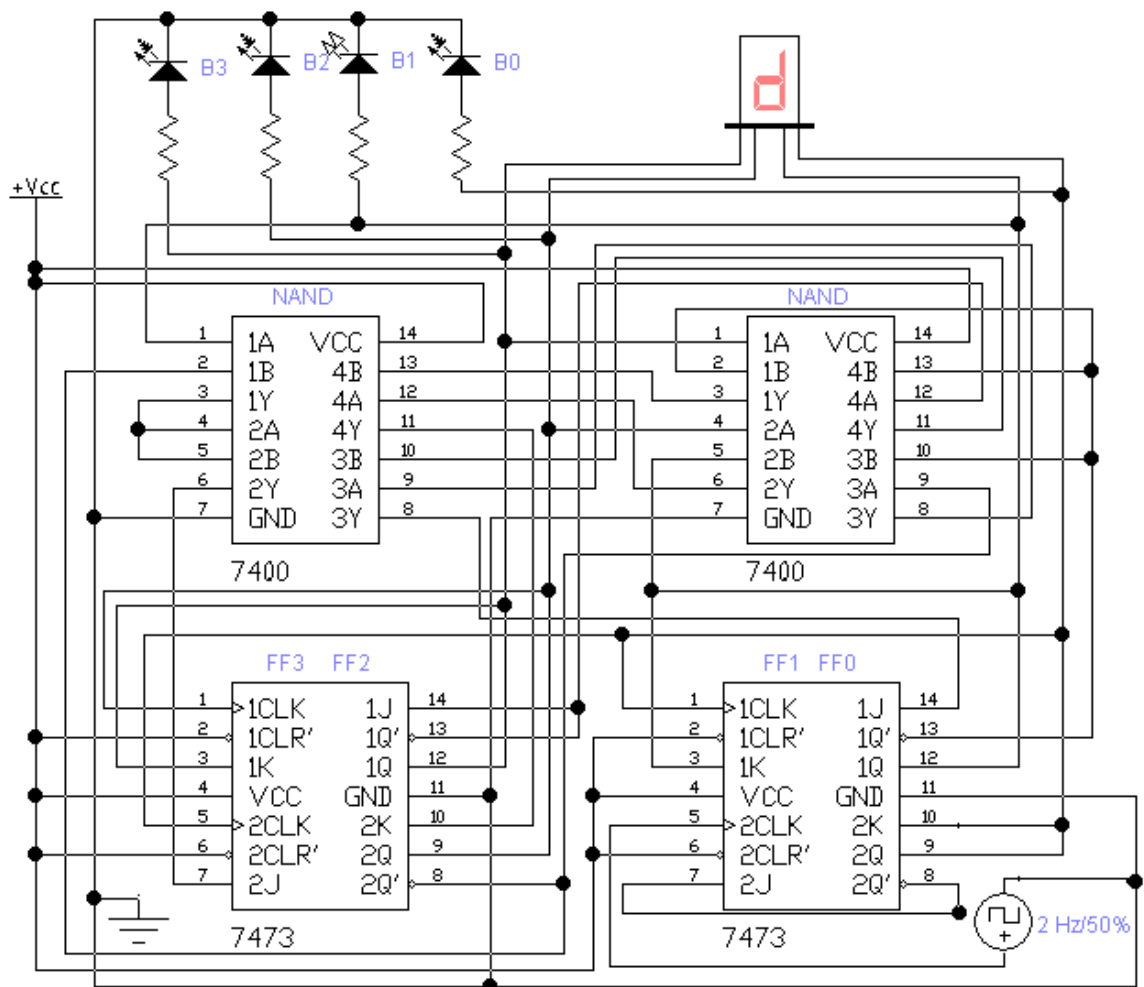 B3 B2 B1 B0
d
+Vcc
NAND NAND
1 1A VCC 14 1 1A VCC 14
2 1B 4B 13 2 1B 4B 13
3 1Y 4A 12 3 1Y 4A 12
4 2A 4Y 11 4 2A 4Y 11
5 2B 3B 10 5 2B 3B 10
6 2Y 3A 9 6 2Y 3A 9
7 GND 3Y 8 7 GND 3Y 8
7400 7400
FF3 FF2 FF1 FF0
1 1CLK 1J 14 1 1CLK 1J 14
2 1CLR' 1Q' 13 2 1CLR' 1Q' 13
3 1K 1Q 12 3 1K 1Q 12
4 VCC GND 11 4 VCC GND 11
5 2CLK 2K 10 5 2CLK 2K 10
6 2CLR' 2Q 9 6 2CLR' 2Q 9
7 2J 2Q' 8 7 2J 2Q' 8
7473 7473
2 Hz/50%